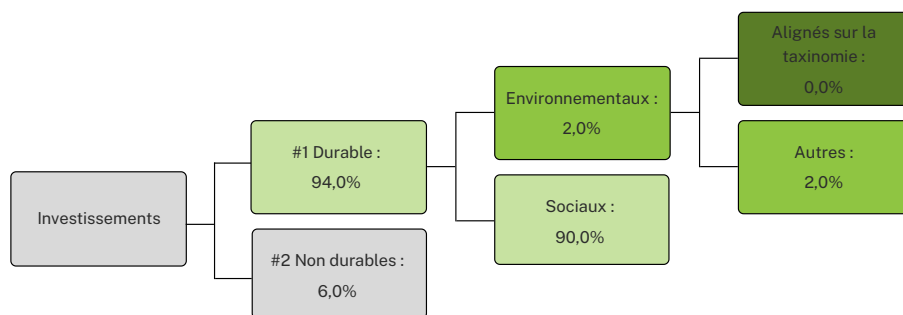 Investissements
#1 Durable :
94,0%
#2 Non durables :
6,0%
Environnementaux :
2,0%
Sociaux :
90,0%
Alignés sur la
taxinomie :
0,0%
Autres :
2,0%